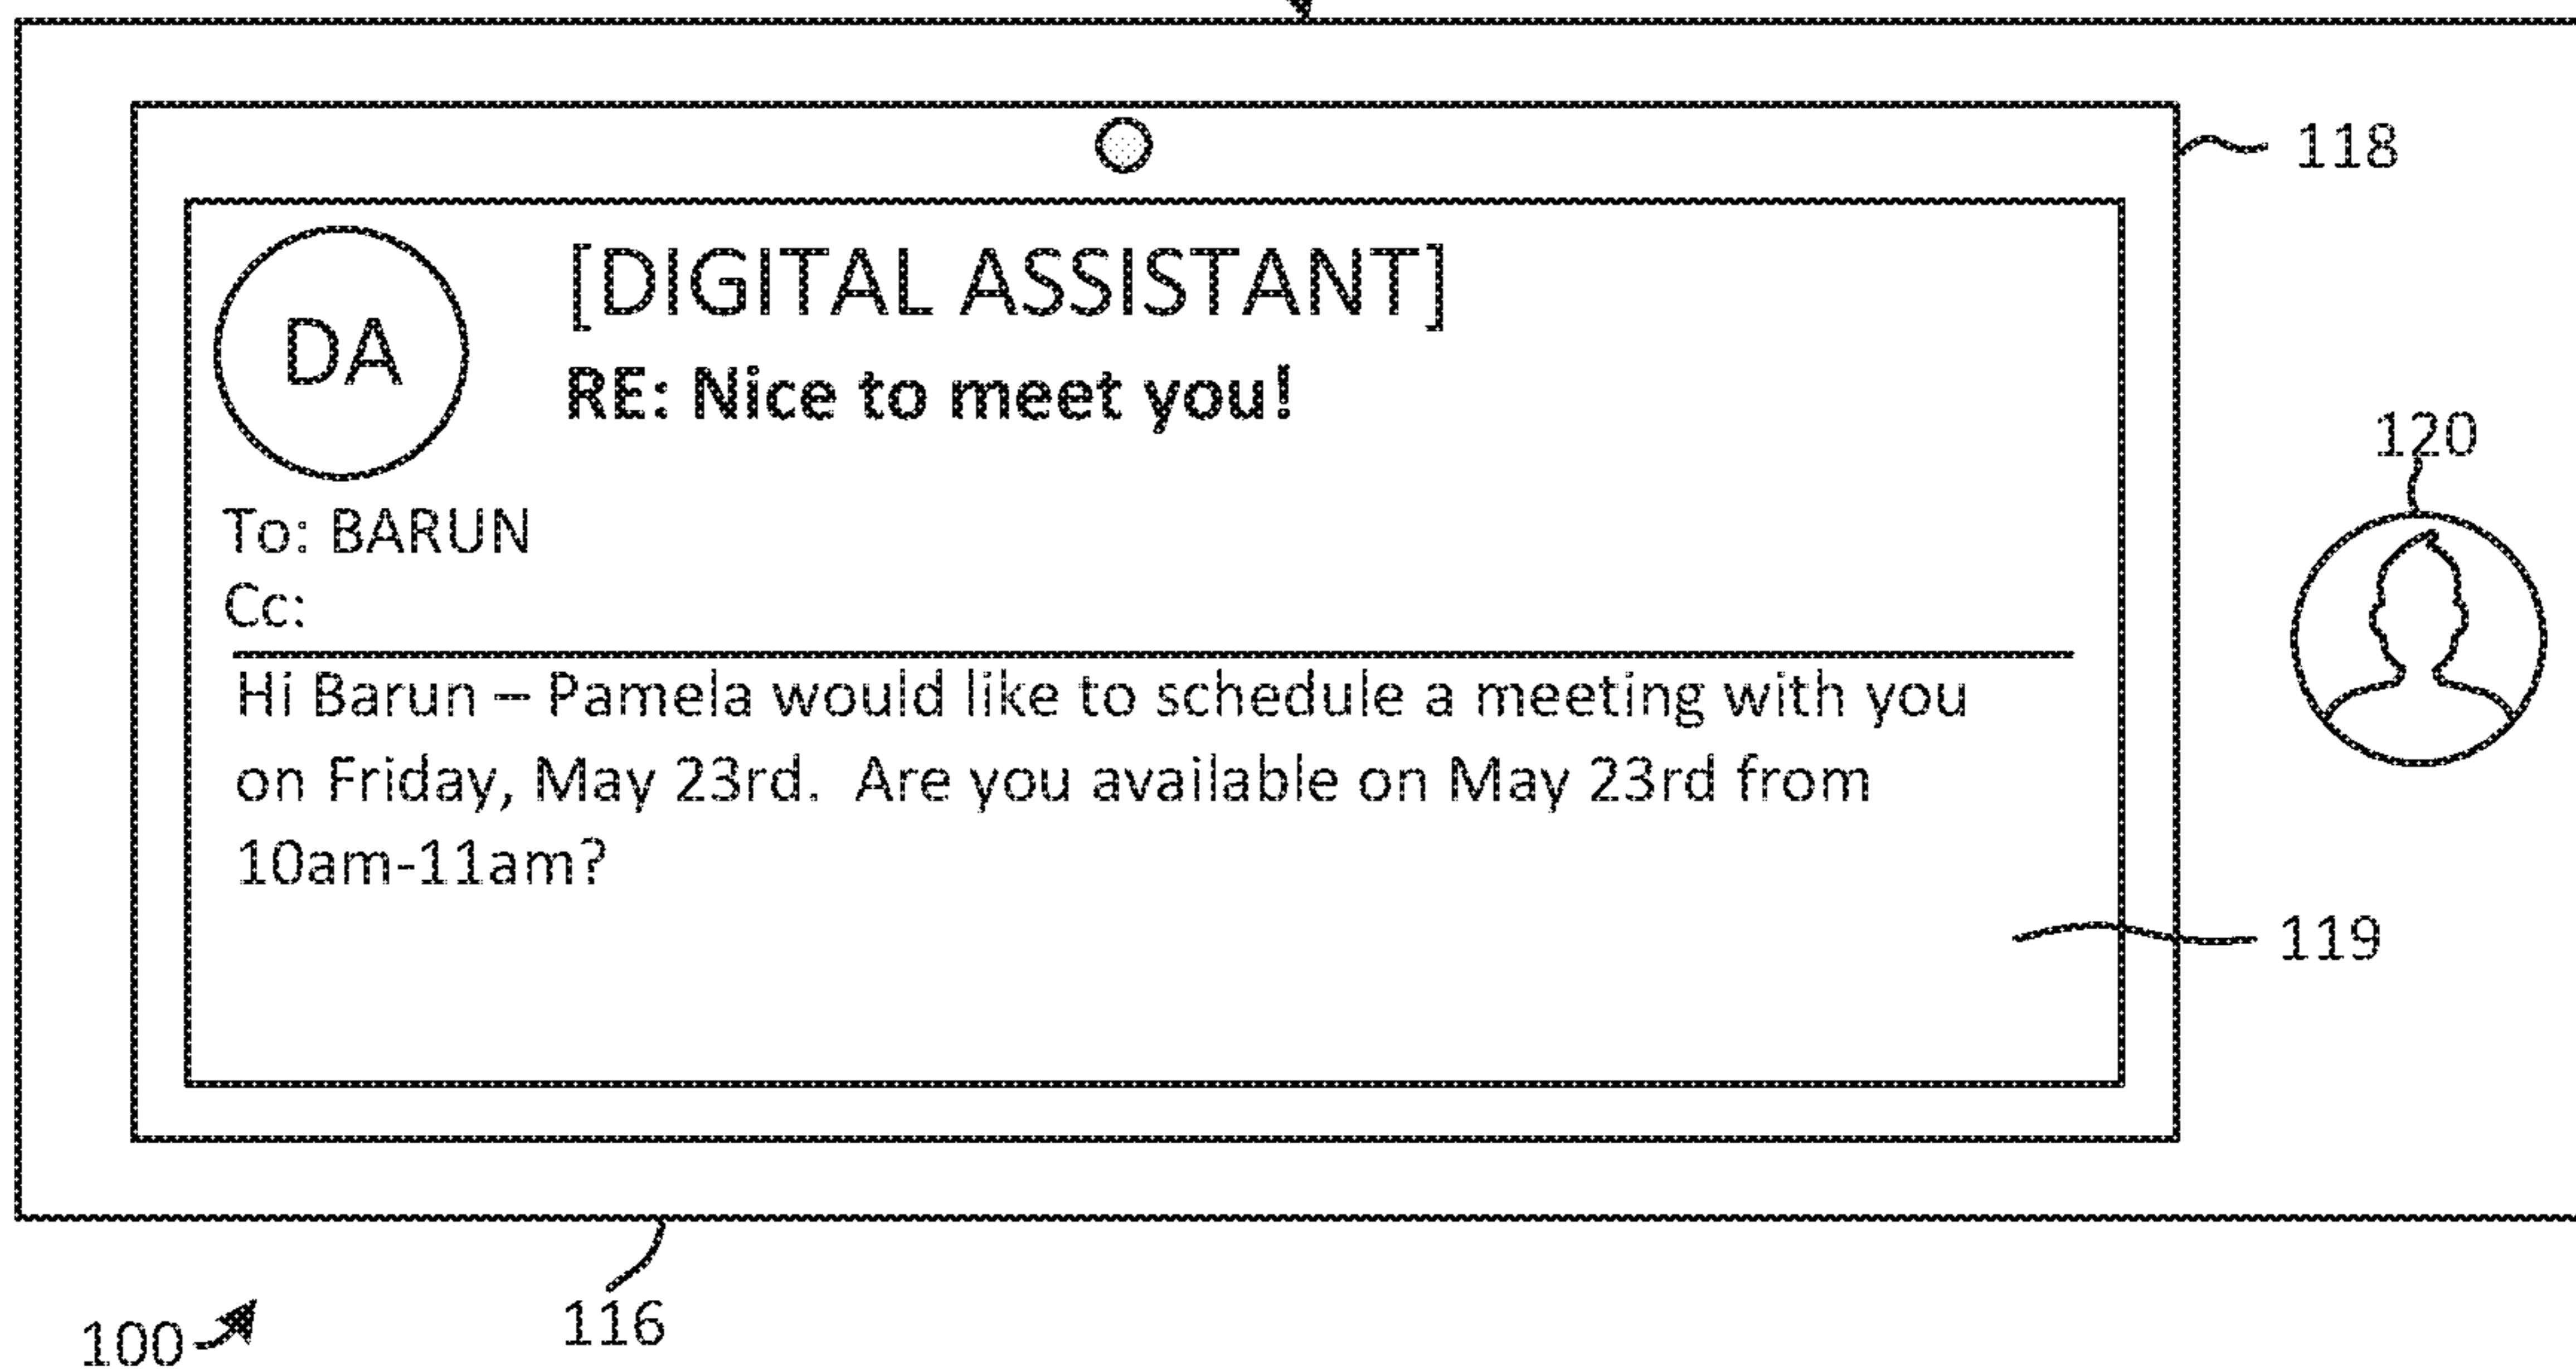 118
[DIGITAL ASSISTANT]
DA
RE: Nice to meet you!
120
To: BARUN
Cc:
Hi Barun – Pamela would like to schedule a meeting with you
on Friday, May 23rd.  Are you available on May 23rd from
10am-11am?
119
116
100